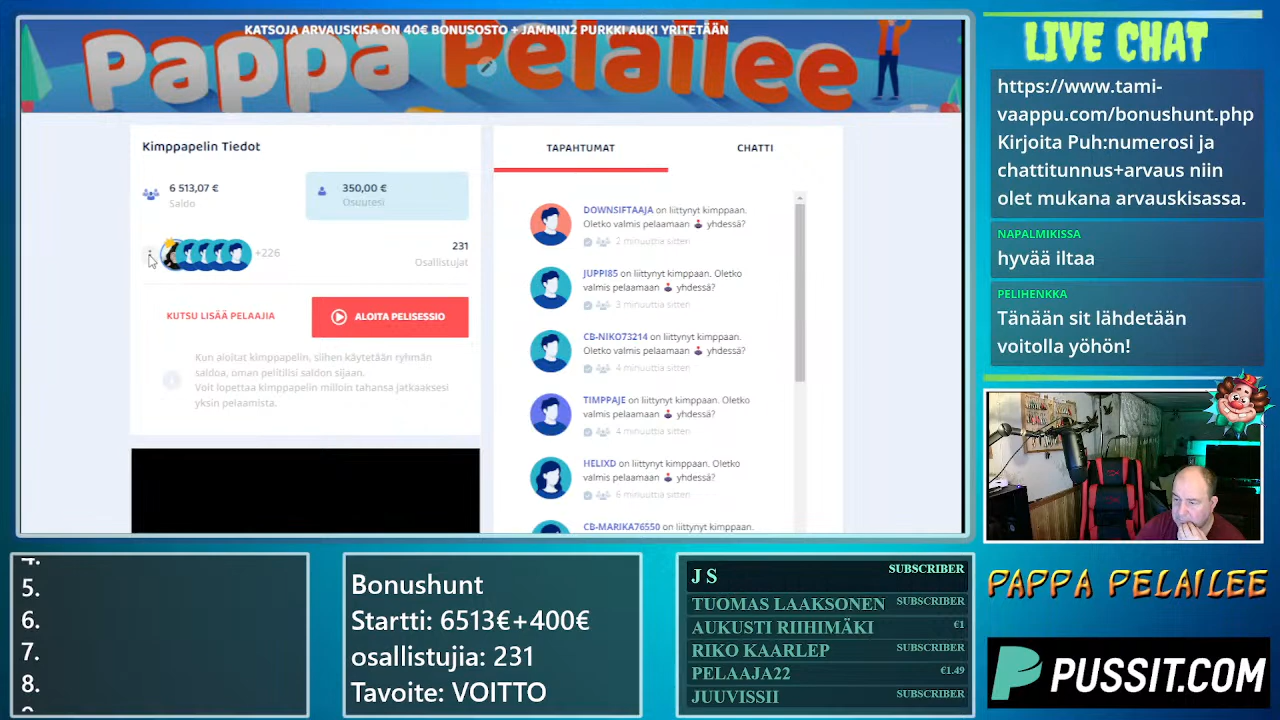 KATSOJA ARVAUSKISA ON 40€ BONUSOSTO + JAMMIN2 PURKKI AUKI YRITETÄÄN
Pappa Pelailee
Kimppapelin Tiedot
6 513,07 €
Saldo
350,00 €
Osuutesi
+226
231
Osallistujat
KUTSU LISÄÄ PELAAJIA
ALOITA PELISESSIO
Kun aloitat kimppapelin, siihen käytetään ryhmän
saldoa, oman pelitilisi saldon sijaan.
Voit lopettaa kimppapelin milloin tahansa jatkaaksesi
yksin pelaamista.
TAPAHTUMAT
CHATTI
DOWNSIFTAAJA on liittynyt kimppaan.
Oletko valmis pelaamaan yhdessä?
2 minuuttia sitten
JUPPI85 on liittynyt kimppaan. Oletko
valmis pelaamaan yhdessä?
3 minuuttia sitten
CB-NIKO73214 on liittynyt kimppaan.
Oletko valmis pelaamaan yhdessä?
4 minuuttia sitten
TIMPPAJE on liittynyt kimppaan. Oletko
valmis pelaamaan yhdessä?
4 minuuttia sitten
HELIXD on liittynyt kimppaan. Oletko
valmis pelaamaan yhdessä?
6 minuuttia sitten
CB-MARIKA76550 on liittynyt kimppaan.
LIVE CHAT
https://www.tami-
vaappu.com/bonushunt.php
Kirjoita Puh:numerosi ja
chattitunnus+arvaus niin
olet mukana arvauskisassa.
NAPALMIKISSA
hyvää iltaa
PELIHENKKA
Tänään sit lähdetään
voitolla yöhön!
PAPPA PELAILEE
PUSSIT.COM
5.
6.
7.
8.
Bonushunt
Startti: 6513€+400€
osallistujia: 231
Tavoite: VOITTO
J S SUBSCRIBER
TUOMAS LAAKSONEN SUBSCRIBER
AUKUSTI RIIHIMÄKI €1
RIKO KAARLEP SUBSCRIBER
PELAAJA22 €1.49
JUUVISSII SUBSCRIBER